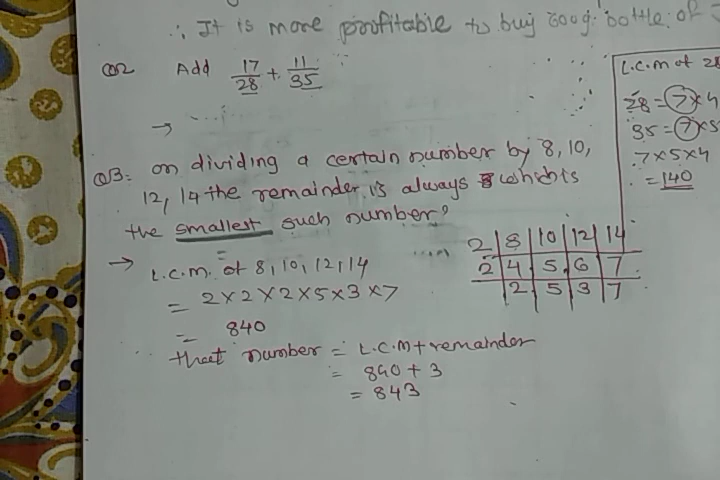 ∴ It is more profitable to buy 200g. bottle of
Q2 Add 17/28 + 11/35
→
L.C.M of 28
28 = 7×4
35 = 7×5
7×5×4
= 140
Q3: on dividing a certain number by 8, 10,
12, 14 the remainder is always which is
the smallest such number?
→ L.C.M. of 8, 10, 12, 14
= 2×2×2×5×3×7
= 840
2 | 8 | 10 | 12 | 14
2 | 4 | 5 | 6 | 7
| 2 | 5 | 3 | 7
that number = L.C.M + remainder
= 840 + 3
= 843